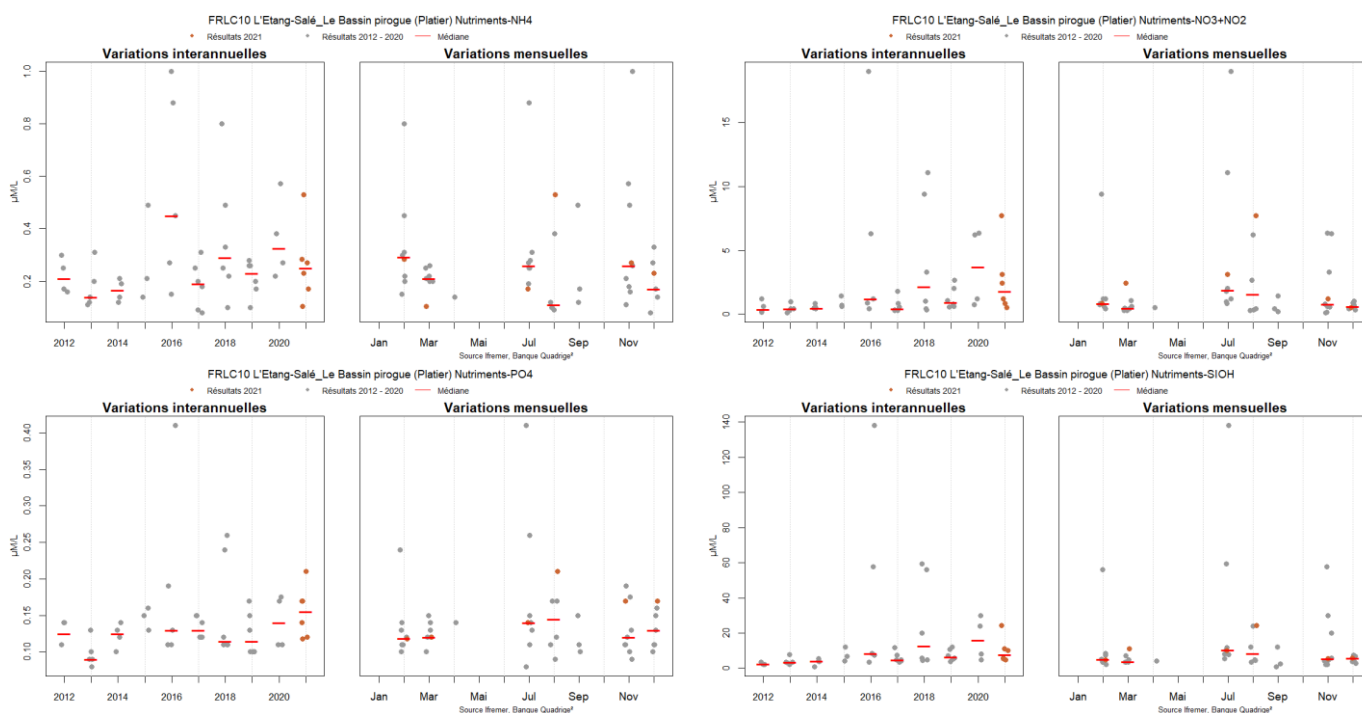 FRLC10 L'Etang-Salé_Le Bassin pirogue (Platier) Nutriments-NH4
Résultats 2021 Résultats 2012 - 2020 Médiane
Variations interannuelles Variations mensuelles
µM/L
1.0
0.8
0.6
0.4
0.2
2012 2014 2016 2018 2020 Jan Mar Mai Jul Sep Nov
Source Ifremer, Banque Quadrige²
FRLC10 L'Etang-Salé_Le Bassin pirogue (Platier) Nutriments-NO3+NO2
Résultats 2021 Résultats 2012 - 2020 Médiane
Variations interannuelles Variations mensuelles
µM/L
15
10
5
0
2012 2014 2016 2018 2020 Jan Mar Mai Jul Sep Nov
Source Ifremer, Banque Quadrige²
FRLC10 L'Etang-Salé_Le Bassin pirogue (Platier) Nutriments-PO4
Résultats 2021 Résultats 2012 - 2020 Médiane
Variations interannuelles Variations mensuelles
µM/L
0.40
0.35
0.30
0.25
0.20
0.15
0.10
2012 2014 2016 2018 2020 Jan Mar Mai Jul Sep Nov
Source Ifremer, Banque Quadrige²
FRLC10 L'Etang-Salé_Le Bassin pirogue (Platier) Nutriments-SIOH
Résultats 2021 Résultats 2012 - 2020 Médiane
Variations interannuelles Variations mensuelles
µM/L
140
120
100
80
60
40
20
0
2012 2014 2016 2018 2020 Jan Mar Mai Jul Sep Nov
Source Ifremer, Banque Quadrige²